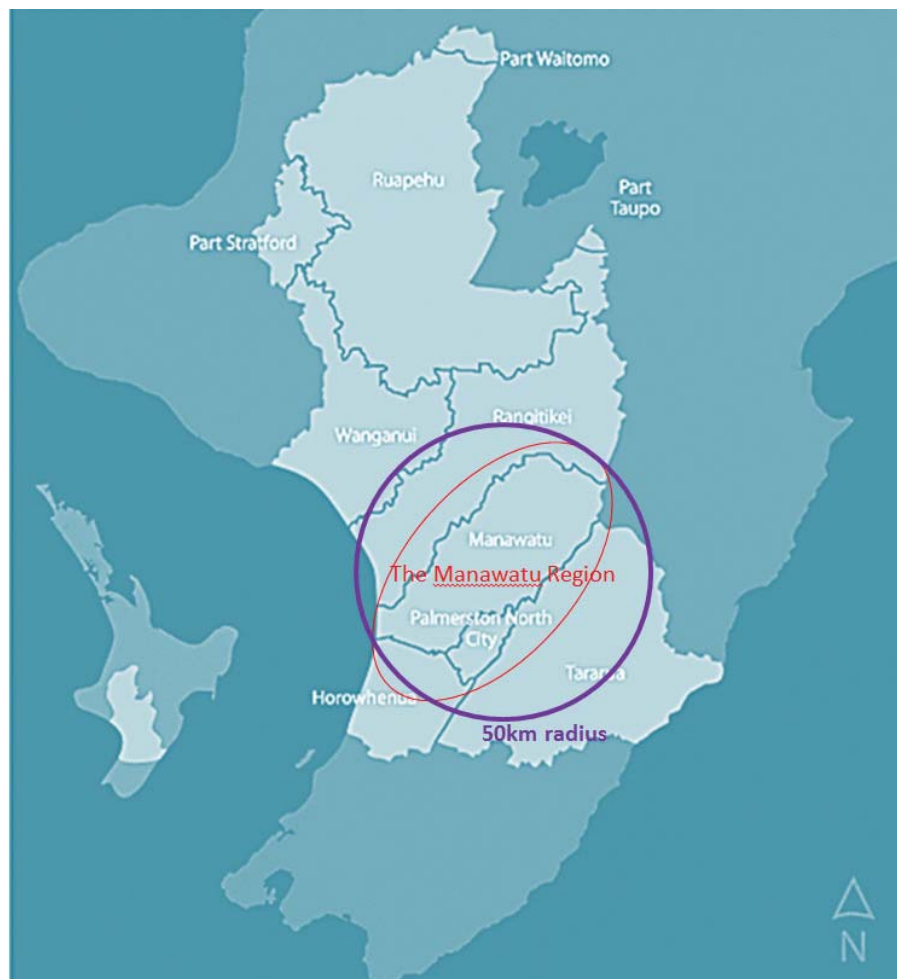 Part Waitomo
Ruapehu
Part
Taupo
Part Stratford
Rangitikei
Wanganui
Manawatu
The Manawatu Region
Palmerston North
City
Tararua
Horowhenua
50km radius
N